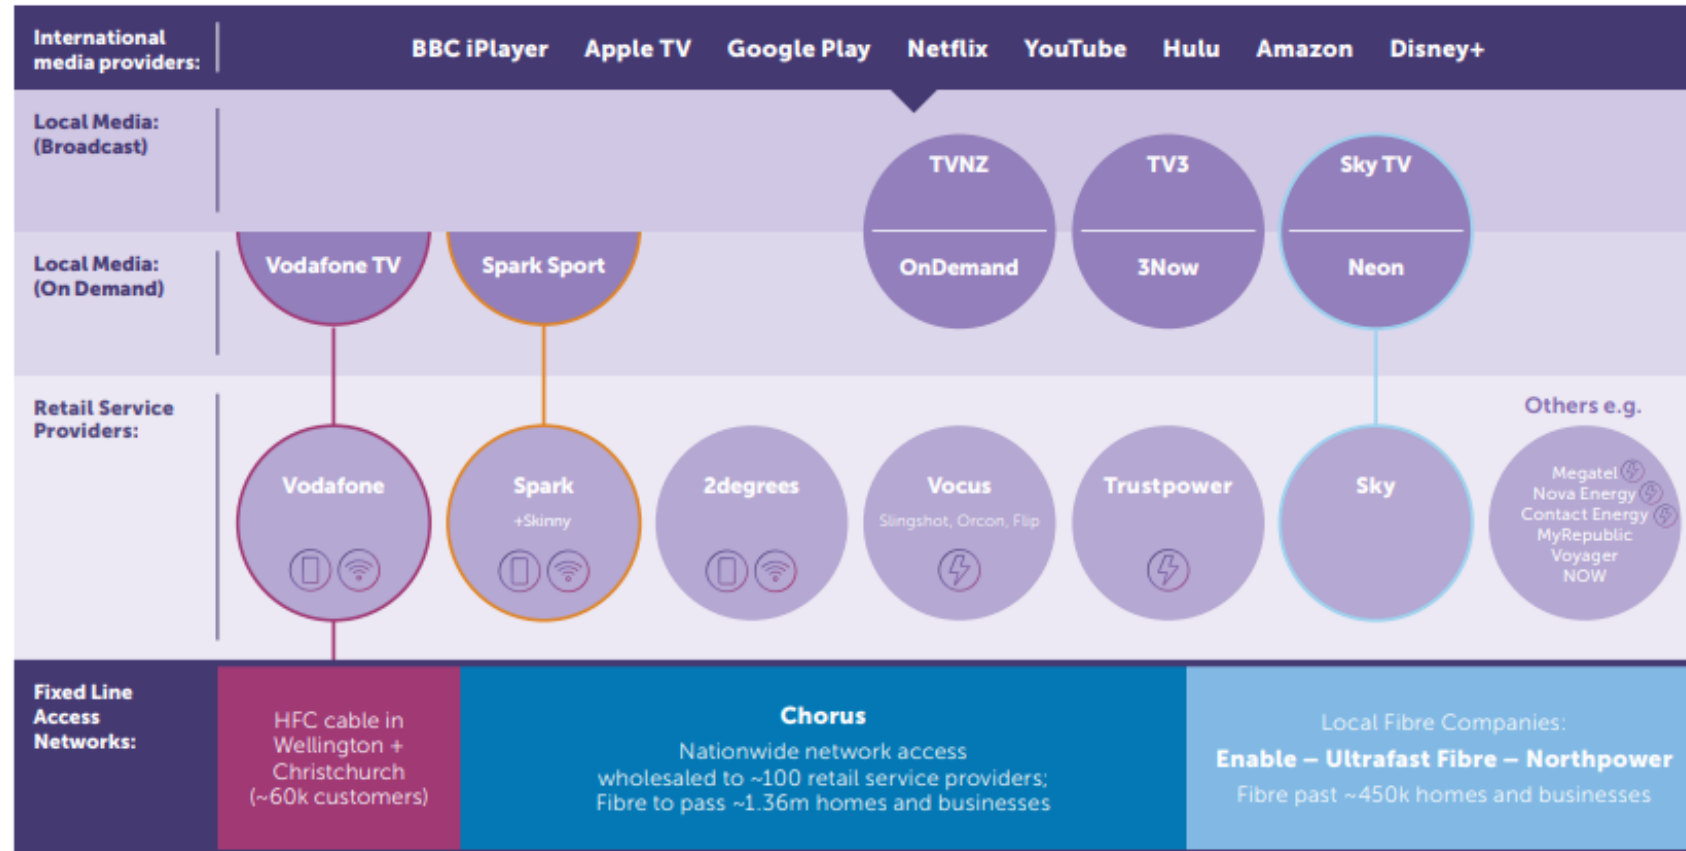 International
media providers:
BBC iPlayer Apple TV Google Play Netflix YouTube Hulu Amazon Disney+
Local Media:
(Broadcast)
TVNZ
TV3
Sky TV
Local Media:
(On Demand)
Vodafone TV
Spark Sport
OnDemand
3Now
Neon
Retail Service
Providers:
Vodafone
Spark
+Skinny
2degrees
Vocus
Slingshot, Orcon, Flip
Trustpower
Sky
Others e.g.
Megatel
Nova Energy
Contact Energy
MyRepublic
Voyager
NOW
Fixed Line
Access
Networks:
HFC cable in
Wellington +
Christchurch
(~60k customers)
Chorus
Nationwide network access
wholesaled to ~100 retail service providers;
Fibre to pass ~1.36m homes and businesses
Local Fibre Companies:
Enable – Ultrafast Fibre – Northpower
Fibre past ~450k homes and businesses